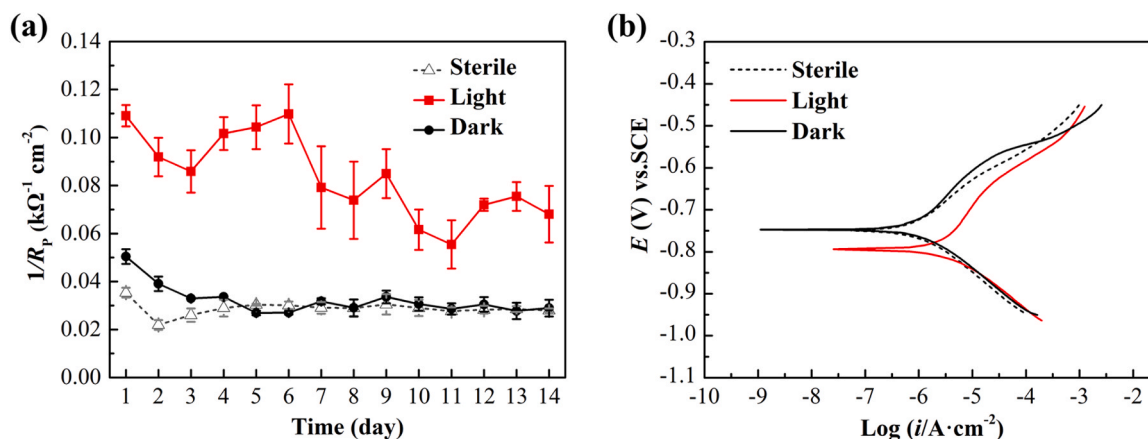 (a)
0.14
0.12
0.10
0.08
0.06
0.04
0.02
0.00
1/Rp (kΩ⁻¹ cm⁻²)
Sterile
Light
Dark
1 2 3 4 5 6 7 8 9 10 11 12 13 14
Time (day)
(b)
-0.3
-0.4
-0.5
-0.6
-0.7
-0.8
-0.9
-1.0
-1.1
E (V) vs.SCE
Sterile
Light
Dark
-10 -9 -8 -7 -6 -5 -4 -3 -2
Log (i/A·cm⁻²)